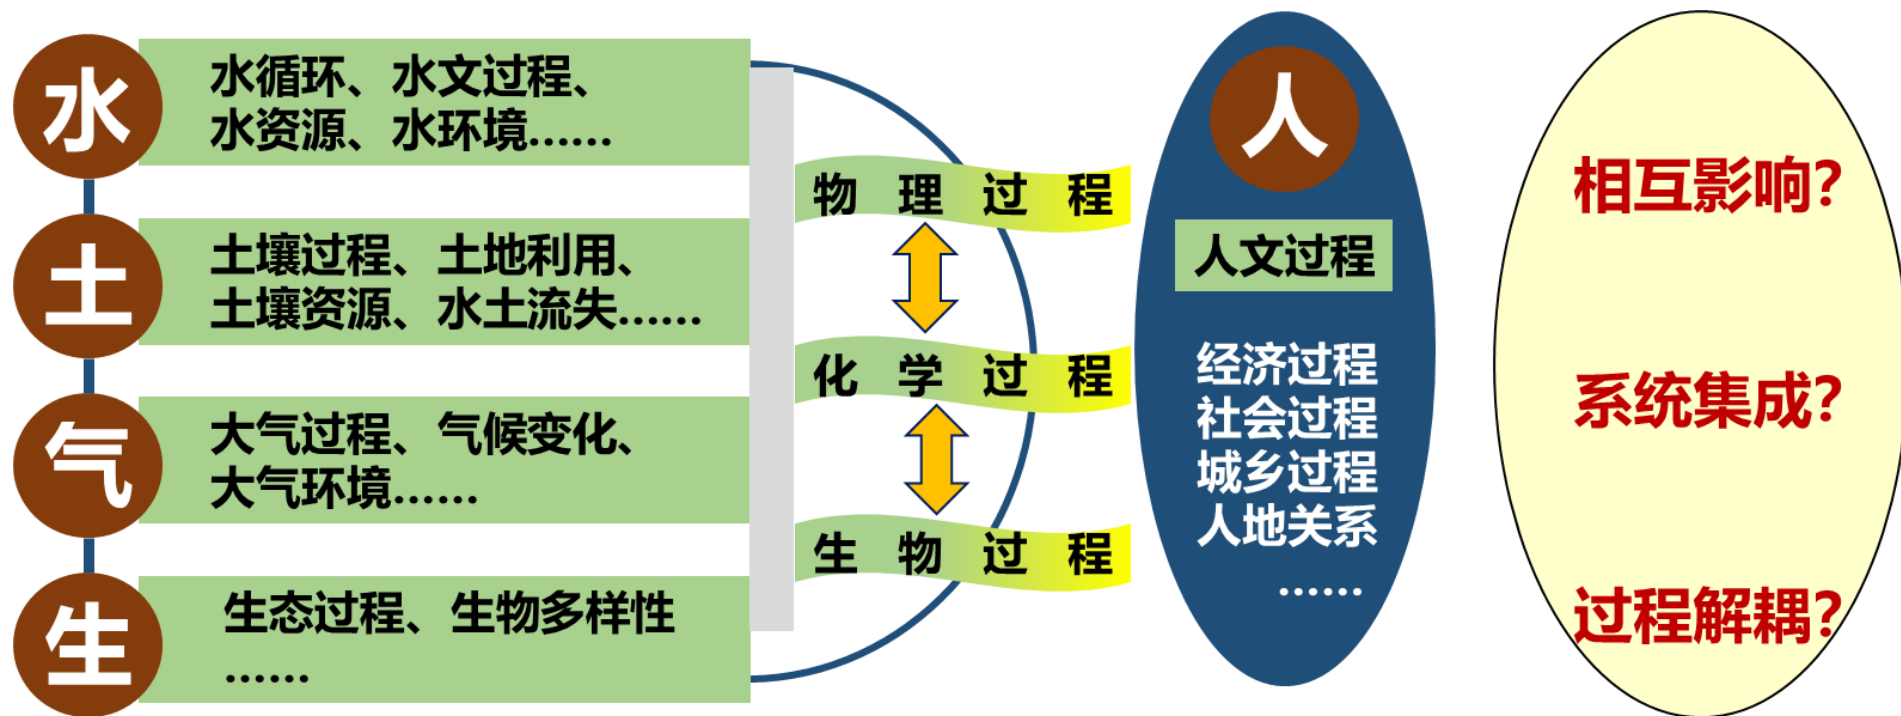 水
水循环、水文过程、
水资源、水环境......
土
土壤过程、土地利用、
土壤资源、水土流失......
气
大气过程、气候变化、
大气环境......
生
生态过程、生物多样性
......
物理过程
化学过程
生物过程
人
人文过程
经济过程
社会过程
城乡过程
人地关系
......
相互影响?
系统集成?
过程解耦?